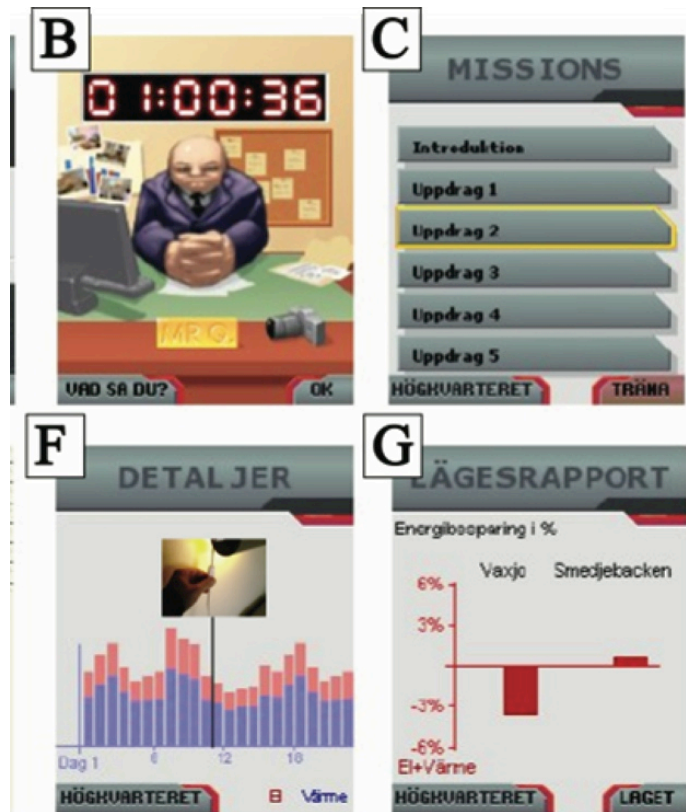 B
01:00:36
MR G.
VAD SA DU?
OK
C
MISSIONS
Introduktion
Uppdrag 1
Uppdrag 2
Uppdrag 3
Uppdrag 4
Uppdrag 5
HÖGKVARTERET
TRÄNA
F
DETALJER
Dag 1
6
12
18
HÖGKVARTERET
El
Värme
G
LÄGESRAPPORT
Energibesparing i %
Vaxjo
Smedjebacken
6%
3%
-3%
-6%
El+Värme
HÖGKVARTERET
LAGET